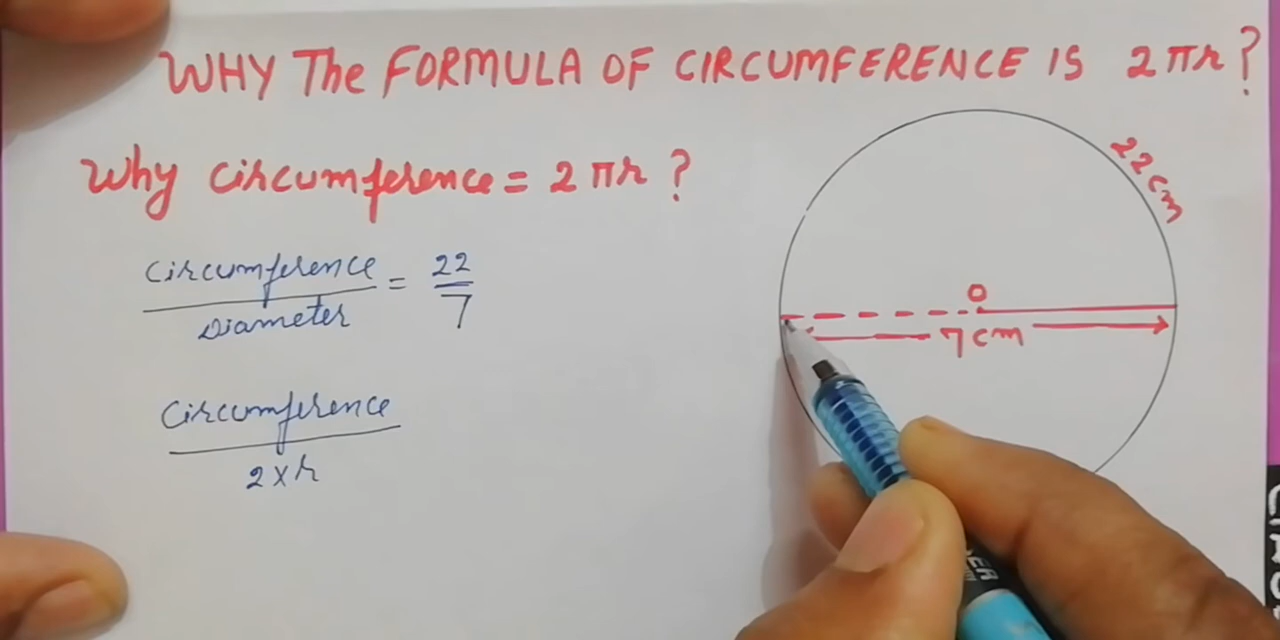 WHY The FORMULA OF CIRCUMFERENCE IS 2πr?
Why circumference = 2πr ?
circumference
Diameter
= 22
7
circumference
2×r
22cm
O
7cm